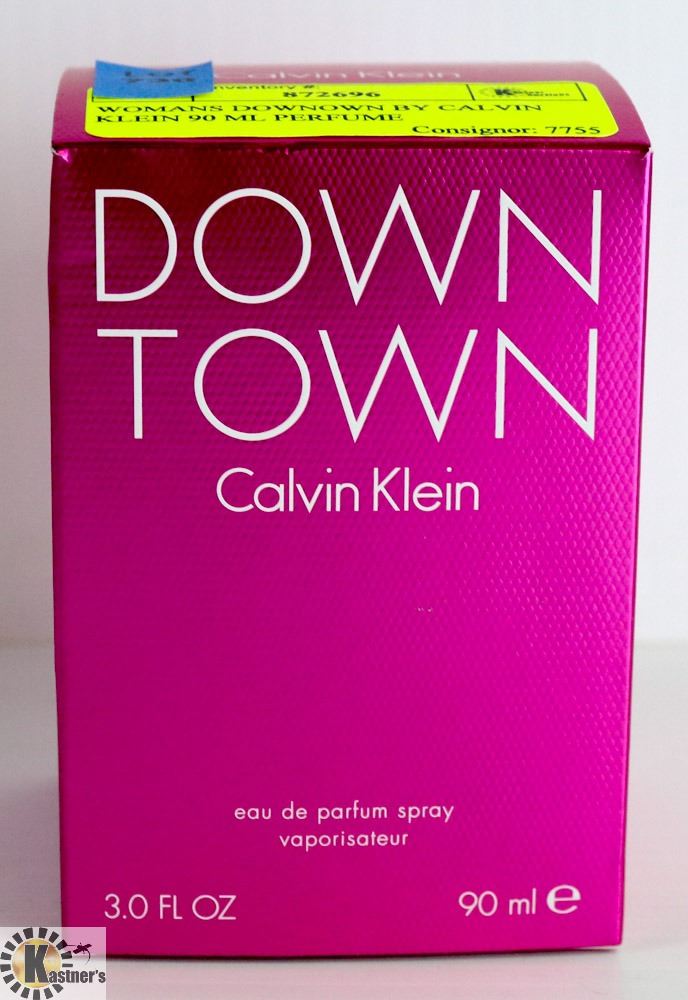 Calvin Klein
Inventory #:
872696
WOMANS DOWNOWN BY CALVIN
KLEIN 90 ML PERFUME
Consignor: 7755
DOWN
TOWN
Calvin Klein
eau de parfum spray
vaporisateur
3.0 FL OZ
90 ml e
Kastner's